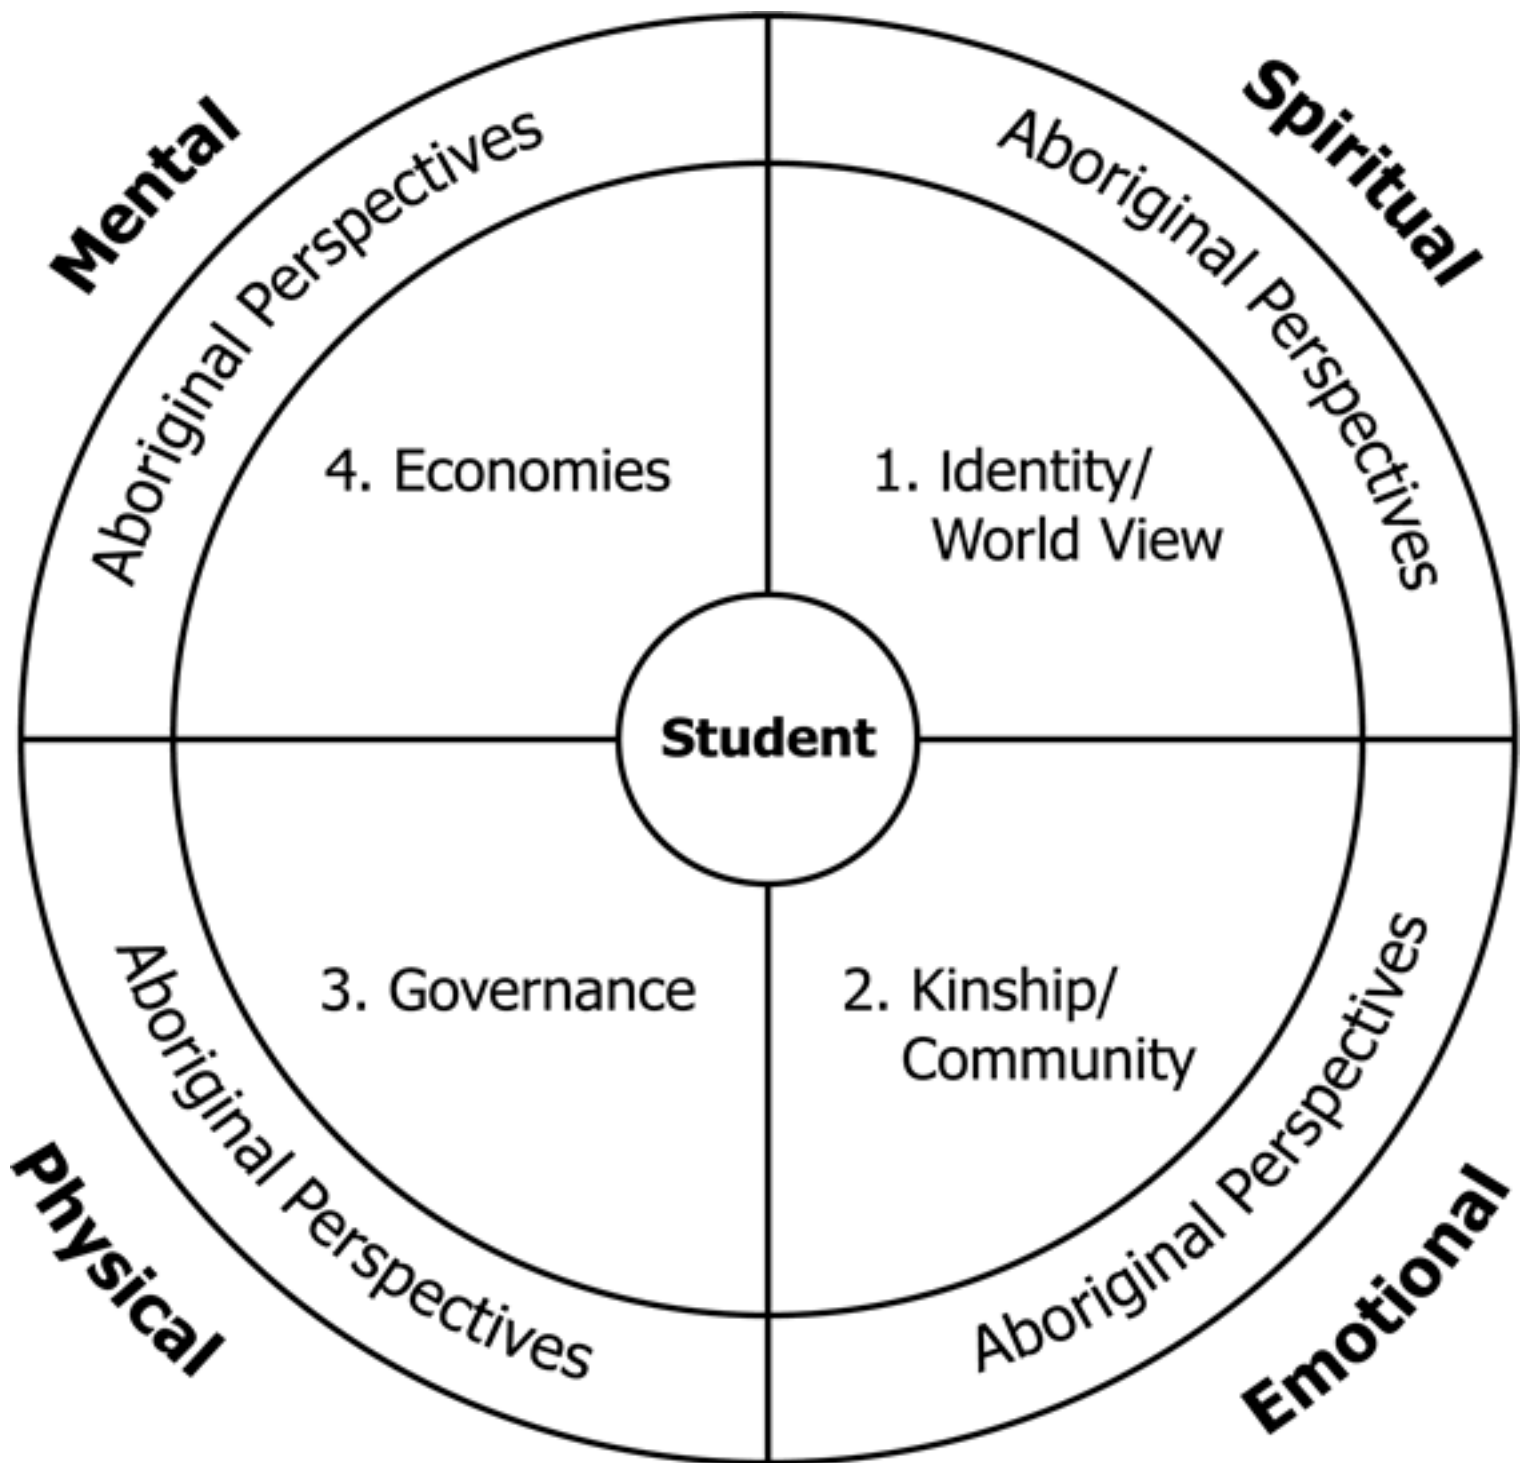 Mental
Spiritual
Aboriginal Perspectives
Aboriginal Perspectives
4. Economies
1. Identity/
World View
Student
3. Governance
2. Kinship/
Community
Aboriginal Perspectives
Aboriginal Perspectives
Physical
Emotional